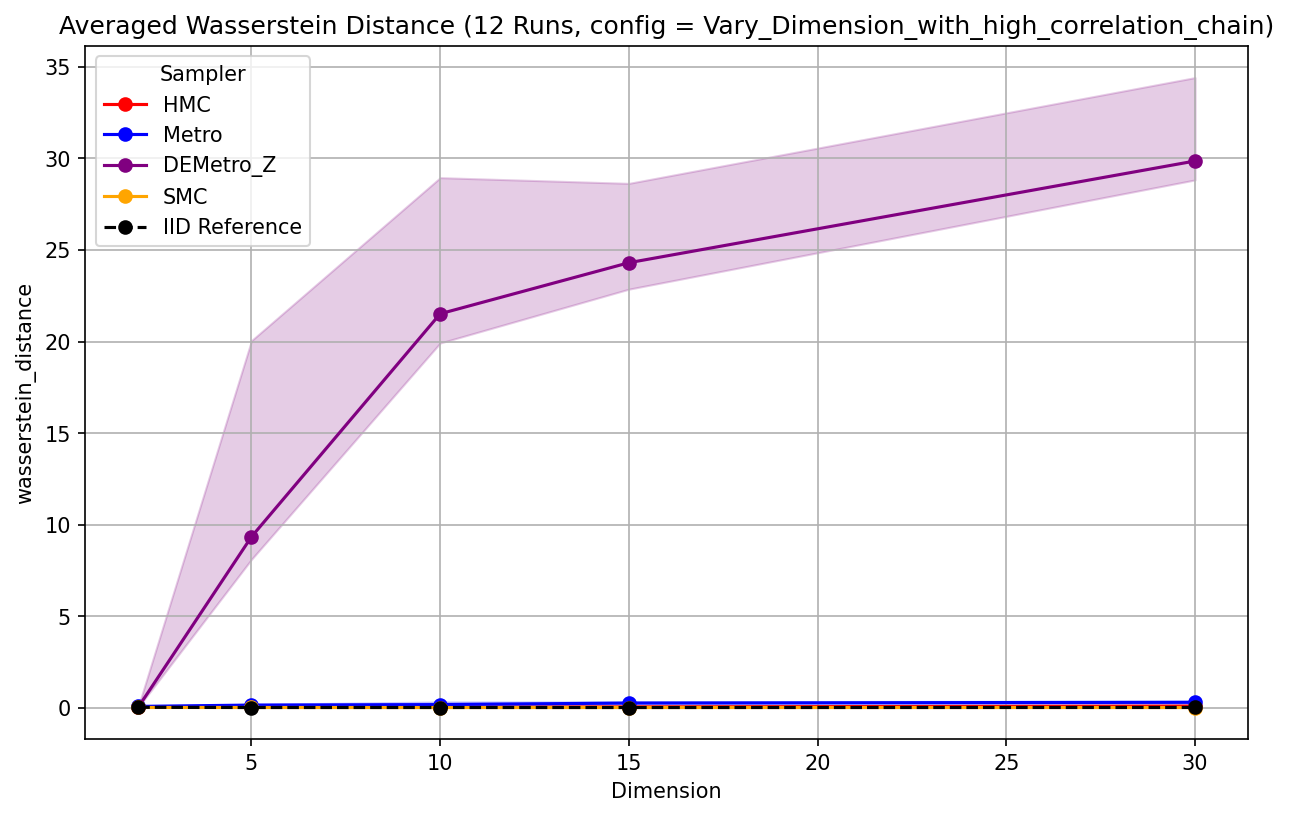 Averaged Wasserstein Distance (12 Runs, config = Vary_Dimension_with_high_correlation_chain)
Sampler
HMC
Metro
DEMetro_Z
SMC
IID Reference
wasserstein_distance
35
30
25
20
15
10
5
0
5
10
15
20
25
30
Dimension